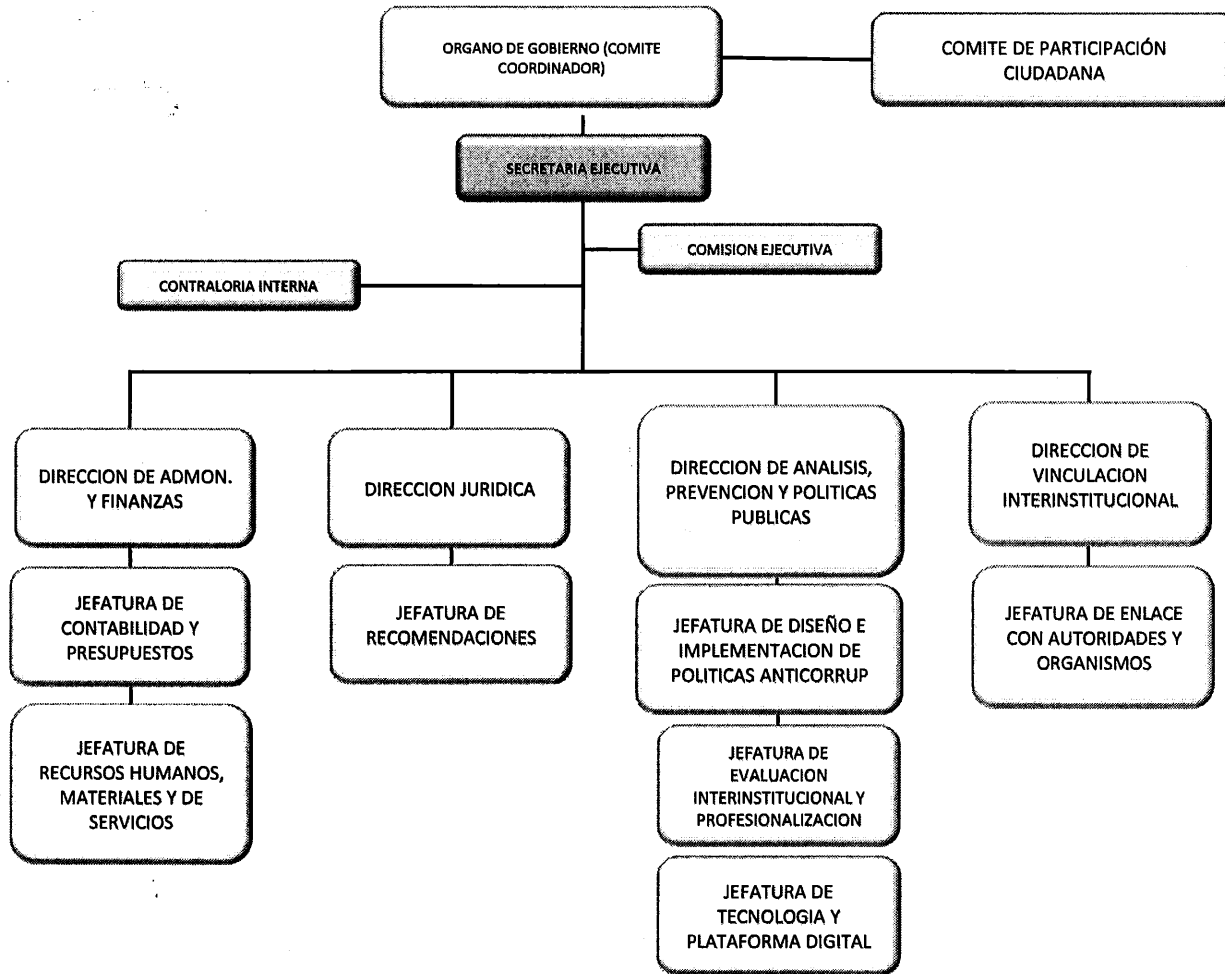 ORGANO DE GOBIERNO (COMITE
COORDINADOR)
COMITE DE PARTICIPACIÓN
CIUDADANA
SECRETARIA EJECUTIVA
COMISION EJECUTIVA
CONTRALORIA INTERNA
DIRECCION DE ADMON.
Y FINANZAS
DIRECCION JURIDICA
DIRECCION DE ANALISIS,
PREVENCION Y POLITICAS
PUBLICAS
DIRECCION DE
VINCULACION
INTERINSTITUCIONAL
JEFATURA DE
CONTABILIDAD Y
PRESUPUESTOS
JEFATURA DE
RECOMENDACIONES
JEFATURA DE DISEÑO E
IMPLEMENTACION DE
POLITICAS ANTICORRUP
JEFATURA DE ENLACE
CON AUTORIDADES Y
ORGANISMOS
JEFATURA DE
RECURSOS HUMANOS,
MATERIALES Y DE
SERVICIOS
JEFATURA DE
EVALUACION
INTERINSTITUCIONAL Y
PROFESIONALIZACION
JEFATURA DE
TECNOLOGIA Y
PLATAFORMA DIGITAL